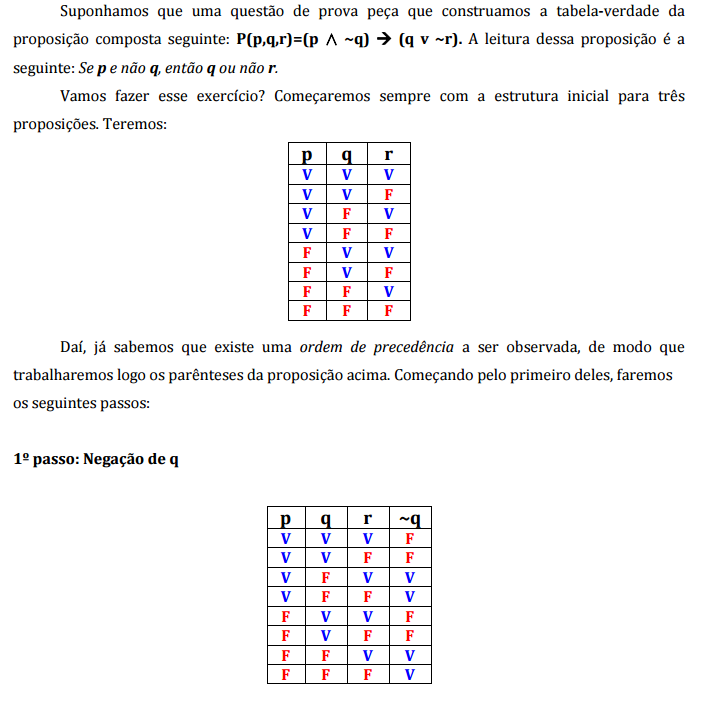 Suponhamos que uma questão de prova peça que construamos a tabela-verdade da
proposição composta seguinte: P(p,q,r)=(p ∧ ~q) → (q v ~r). A leitura dessa proposição é a
seguinte: Se p e não q, então q ou não r.
Vamos fazer esse exercício? Começaremos sempre com a estrutura inicial para três
proposições. Teremos:
p q r
V V V
V V F
V F V
V F F
F V V
F V F
F F V
F F F
Daí, já sabemos que existe uma ordem de precedência a ser observada, de modo que
trabalharemos logo os parênteses da proposição acima. Começando pelo primeiro deles, faremos
os seguintes passos:
1º passo: Negação de q
p q r ~q
V V V F
V V F F
V F V V
V F F V
F V V F
F V F F
F F V V
F F F V